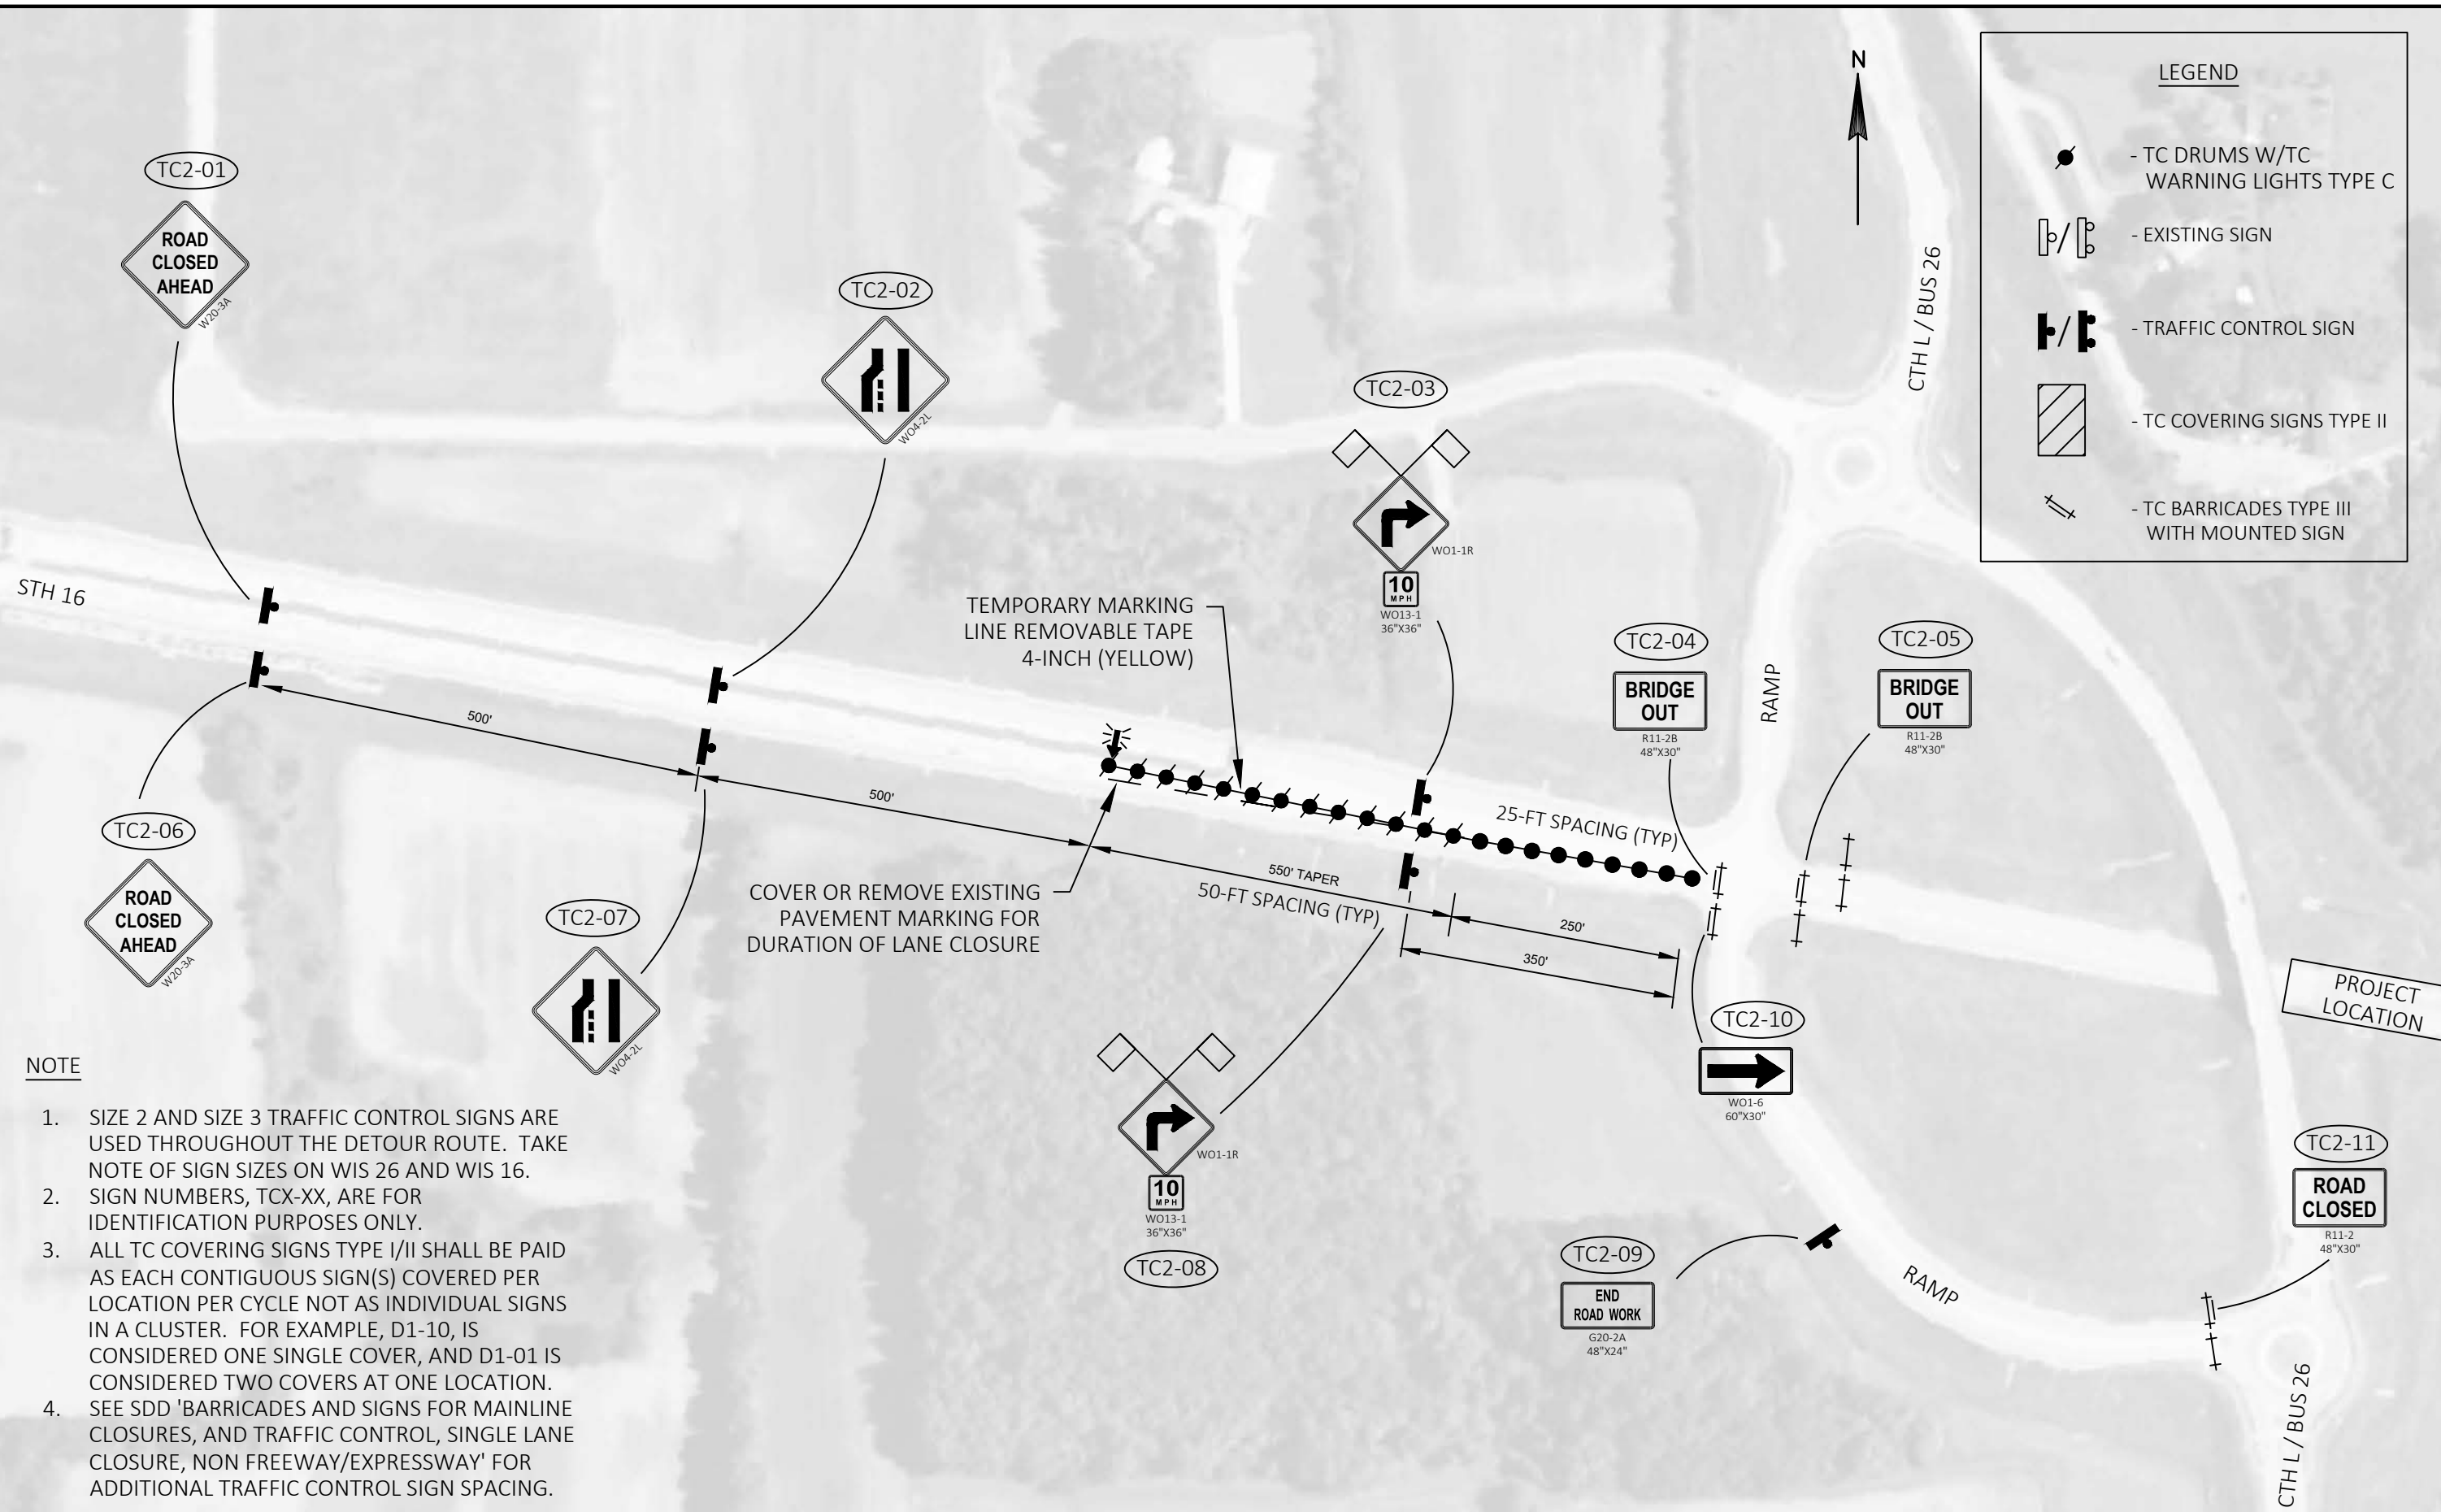 N
LEGEND
- TC DRUMS W/TC
WARNING LIGHTS TYPE C
- EXISTING SIGN
- TRAFFIC CONTROL SIGN
- TC COVERING SIGNS TYPE II
- TC BARRICADES TYPE III
WITH MOUNTED SIGN
CTH L / BUS 26
TC2-01
ROAD
CLOSED
AHEAD
W20-3A
TC2-02
WO4-2L
TC2-03
WO1-1R
10
MPH
WO13-1
36"X36"
TC2-04
BRIDGE
OUT
R11-2B
48"X30"
RAMP
TC2-05
BRIDGE
OUT
R11-2B
48"X30"
STH 16
TEMPORARY MARKING
LINE REMOVABLE TAPE
4-INCH (YELLOW)
500'
500'
25-FT SPACING (TYP)
550' TAPER
50-FT SPACING (TYP)
250'
350'
COVER OR REMOVE EXISTING
PAVEMENT MARKING FOR
DURATION OF LANE CLOSURE
TC2-06
ROAD
CLOSED
AHEAD
W20-3A
TC2-07
WO4-2L
WO1-1R
10
MPH
WO13-1
36"X36"
TC2-08
TC2-10
WO1-6
60"X30"
PROJECT
LOCATION
TC2-11
ROAD
CLOSED
R11-2
48"X30"
TC2-09
END
ROAD WORK
G20-2A
48"X24"
RAMP
CTH L / BUS 26
NOTE
1. SIZE 2 AND SIZE 3 TRAFFIC CONTROL SIGNS ARE
USED THROUGHOUT THE DETOUR ROUTE. TAKE
NOTE OF SIGN SIZES ON WIS 26 AND WIS 16.
2. SIGN NUMBERS, TCX-XX, ARE FOR
IDENTIFICATION PURPOSES ONLY.
3. ALL TC COVERING SIGNS TYPE I/II SHALL BE PAID
AS EACH CONTIGUOUS SIGN(S) COVERED PER
LOCATION PER CYCLE NOT AS INDIVIDUAL SIGNS
IN A CLUSTER. FOR EXAMPLE, D1-10, IS
CONSIDERED ONE SINGLE COVER, AND D1-01 IS
CONSIDERED TWO COVERS AT ONE LOCATION.
4. SEE SDD 'BARRICADES AND SIGNS FOR MAINLINE
CLOSURES, AND TRAFFIC CONTROL, SINGLE LANE
CLOSURE, NON FREEWAY/EXPRESSWAY' FOR
ADDITIONAL TRAFFIC CONTROL SIGN SPACING.